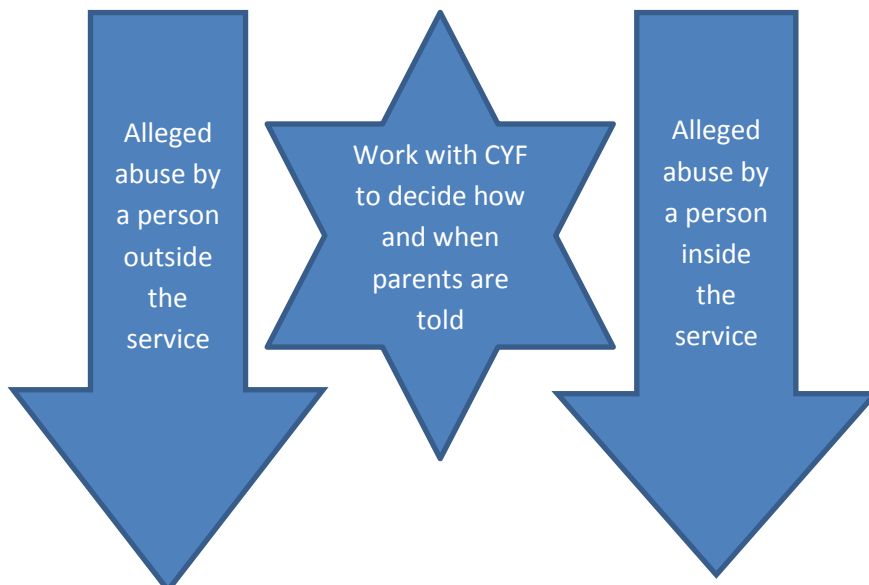 Alleged
abuse by
a person
outside
the
service
Work with CYF
to decide how
and when
parents are
told
Alleged
abuse by
a person
inside
the
service